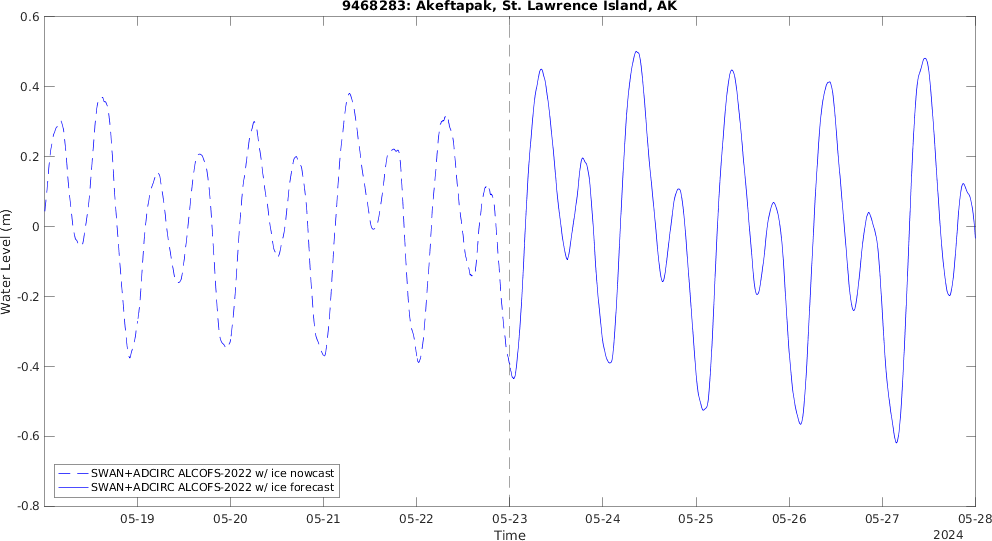 9468283: Akeftapak, St. Lawrence Island, AK
0.6
0.4
0.2
0
-0.2
-0.4
-0.6
-0.8
Water Level (m)
SWAN+ADCIRC ALCOFS-2022 w/ ice nowcast
SWAN+ADCIRC ALCOFS-2022 w/ ice forecast
05-19 05-20 05-21 05-22 05-23 05-24 05-25 05-26 05-27 05-28
Time
2024